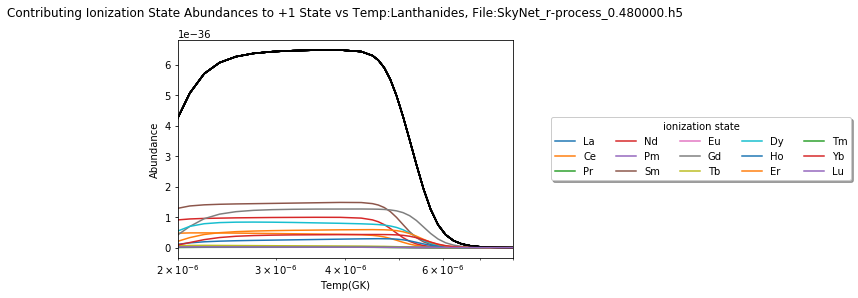 Contributing Ionization State Abundances to +1 State vs Temp:Lanthanides, File:SkyNet_r-process_0.480000.h5
1e−36
6
5
4
3
2
1
0
Abundance
2 × 10⁻⁶ 3 × 10⁻⁶ 4 × 10⁻⁶ 6 × 10⁻⁶
Temp(GK)
ionization state
La Nd Eu Dy Tm
Ce Pm Gd Ho Yb
Pr Sm Tb Er Lu